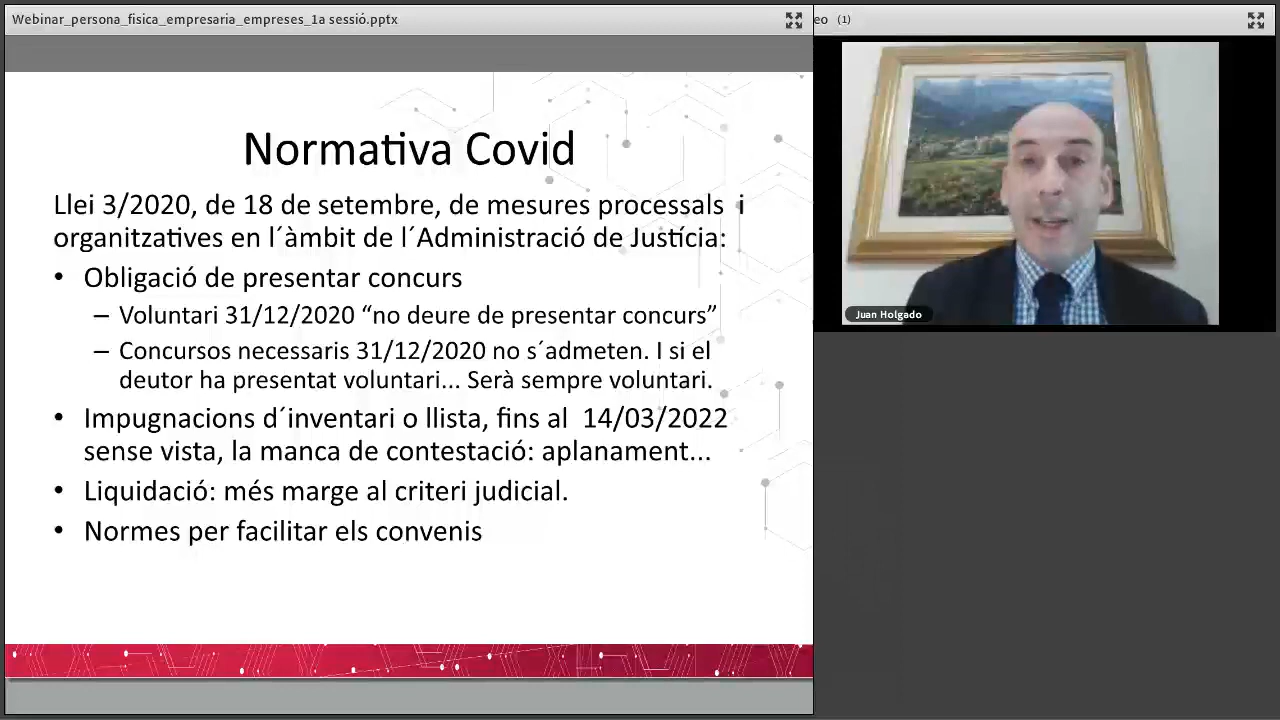 Webinar_persona_fisica_empresaria_empreses_1a sessió.pptx
eo (1)
Normativa Covid
Llei 3/2020, de 18 de setembre, de mesures processals i
organitzatives en l´àmbit de l´Administració de Justícia:
• Obligació de presentar concurs
– Voluntari 31/12/2020 “no deure de presentar concurs”
– Concursos necessaris 31/12/2020 no s´admeten. I si el
deutor ha presentat voluntari... Serà sempre voluntari.
• Impugnacions d´inventari o llista, fins al 14/03/2022
sense vista, la manca de contestació: aplanament...
• Liquidació: més marge al criteri judicial.
• Normes per facilitar els convenis
Juan Holgado